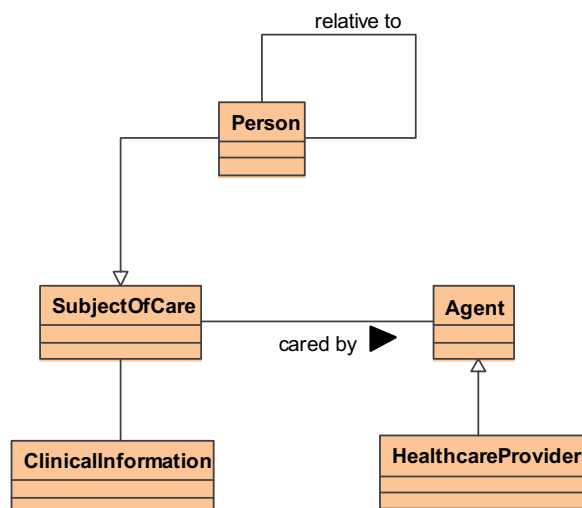 relative to
Person
SubjectOfCare
Agent
cared by
ClinicalInformation
HealthcareProvider